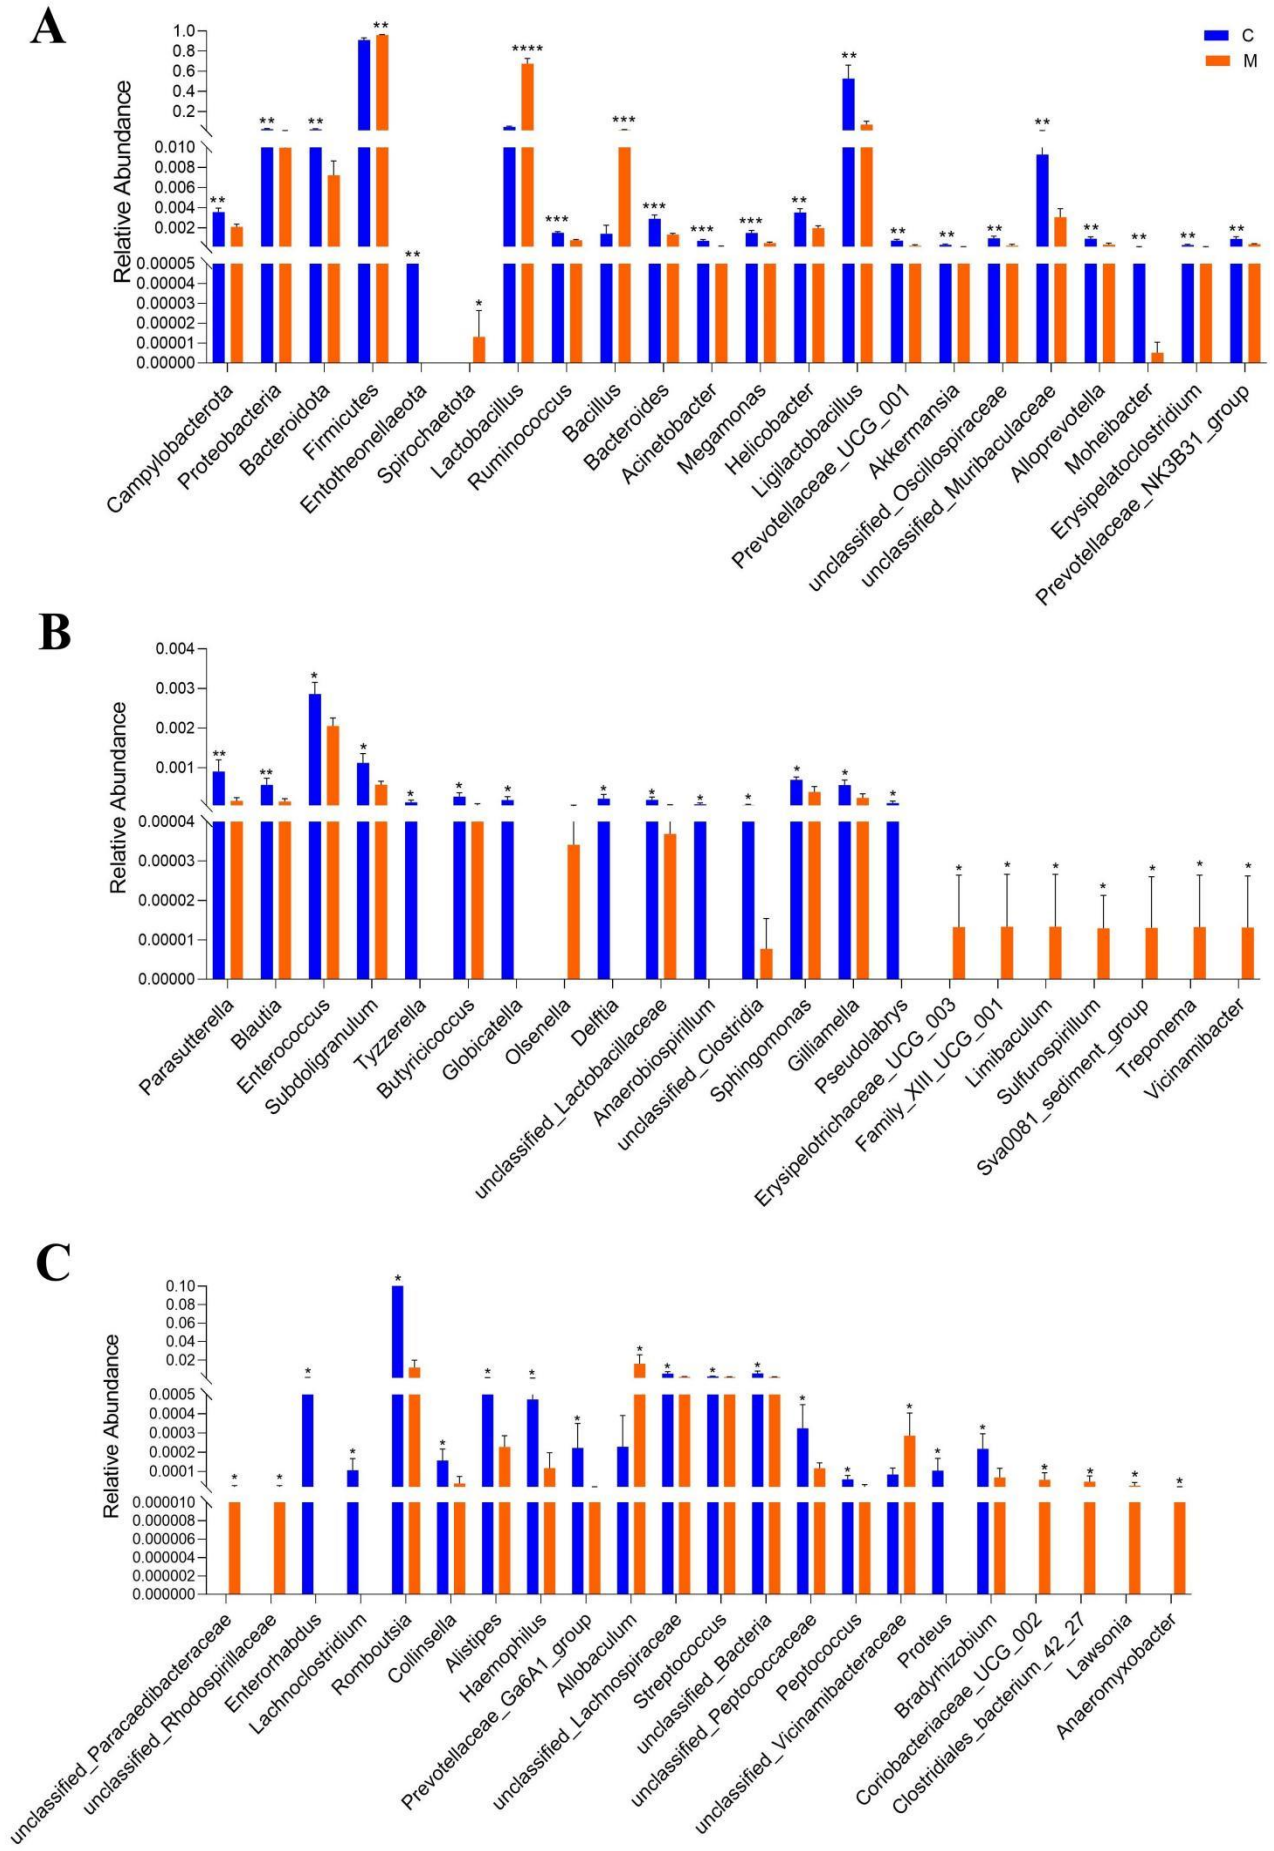 A
C
M
Relative Abundance
1.0
0.8
0.6
0.4
0.2
0.010
0.008
0.006
0.004
0.002
0.00005
0.00004
0.00003
0.00002
0.00001
0.00000
** ** ** ** ** * **** *** *** *** *** *** ** ** ** ** ** ** ** ** ** **
Campylobacterota
Proteobacteria
Bacteroidota
Firmicutes
Entotheonellaeota
Spirochaetota
Lactobacillus
Ruminococcus
Bacillus
Bacteroides
Acinetobacter
Megamonas
Helicobacter
Ligilactobacillus
Prevotellaceae_UCG_001
Akkermansia
unclassified_Oscillospiraceae
unclassified_Muribaculaceae
Alloprevotella
Moheibacter
Erysipelatoclostridium
Prevotellaceae_NK3B31_group
B
Relative Abundance
0.004
0.003
0.002
0.001
0.00004
0.00003
0.00002
0.00001
0.00000
** ** * * * * * * * * * * * * * * * * * * *
Parasutterella
Blautia
Enterococcus
Subdoligranulum
Tyzzerella
Butyricicoccus
Globicatella
Olsenella
Delftia
unclassified_Lactobacillaceae
Anaerobiospirillum
unclassified_Clostridia
Sphingomonas
Gilliamella
Pseudolabrys
Erysipelotrichaceae_UCG_003
Family_XIII_UCG_001
Limibaculum
Sulfurospirillum
Sva0081_sediment_group
Treponema
Vicinamibacter
C
Relative Abundance
0.10
0.08
0.06
0.04
0.02
0.0005
0.0004
0.0003
0.0002
0.0001
0.000010
0.000008
0.000006
0.000004
0.000002
0.000000
* * * * * * * * * * * * * * * * * * * * * *
unclassified_Paracaedibacteraceae
unclassified_Rhodospirillaceae
Enterorhabdus
Lachnoclostridium
Romboutsia
Collinsella
Alistipes
Haemophilus
Prevotellaceae_Ga6A1_group
Allobaculum
unclassified_Lachnospiraceae
Streptococcus
unclassified_Bacteria
unclassified_Peptococcaceae
Peptococcus
unclassified_Vicinamibacteraceae
Proteus
Bradyrhizobium
Coriobacteriaceae_UCG_002
Clostridiales_bacterium_42_27
Lawsonia
Anaeromyxobacter